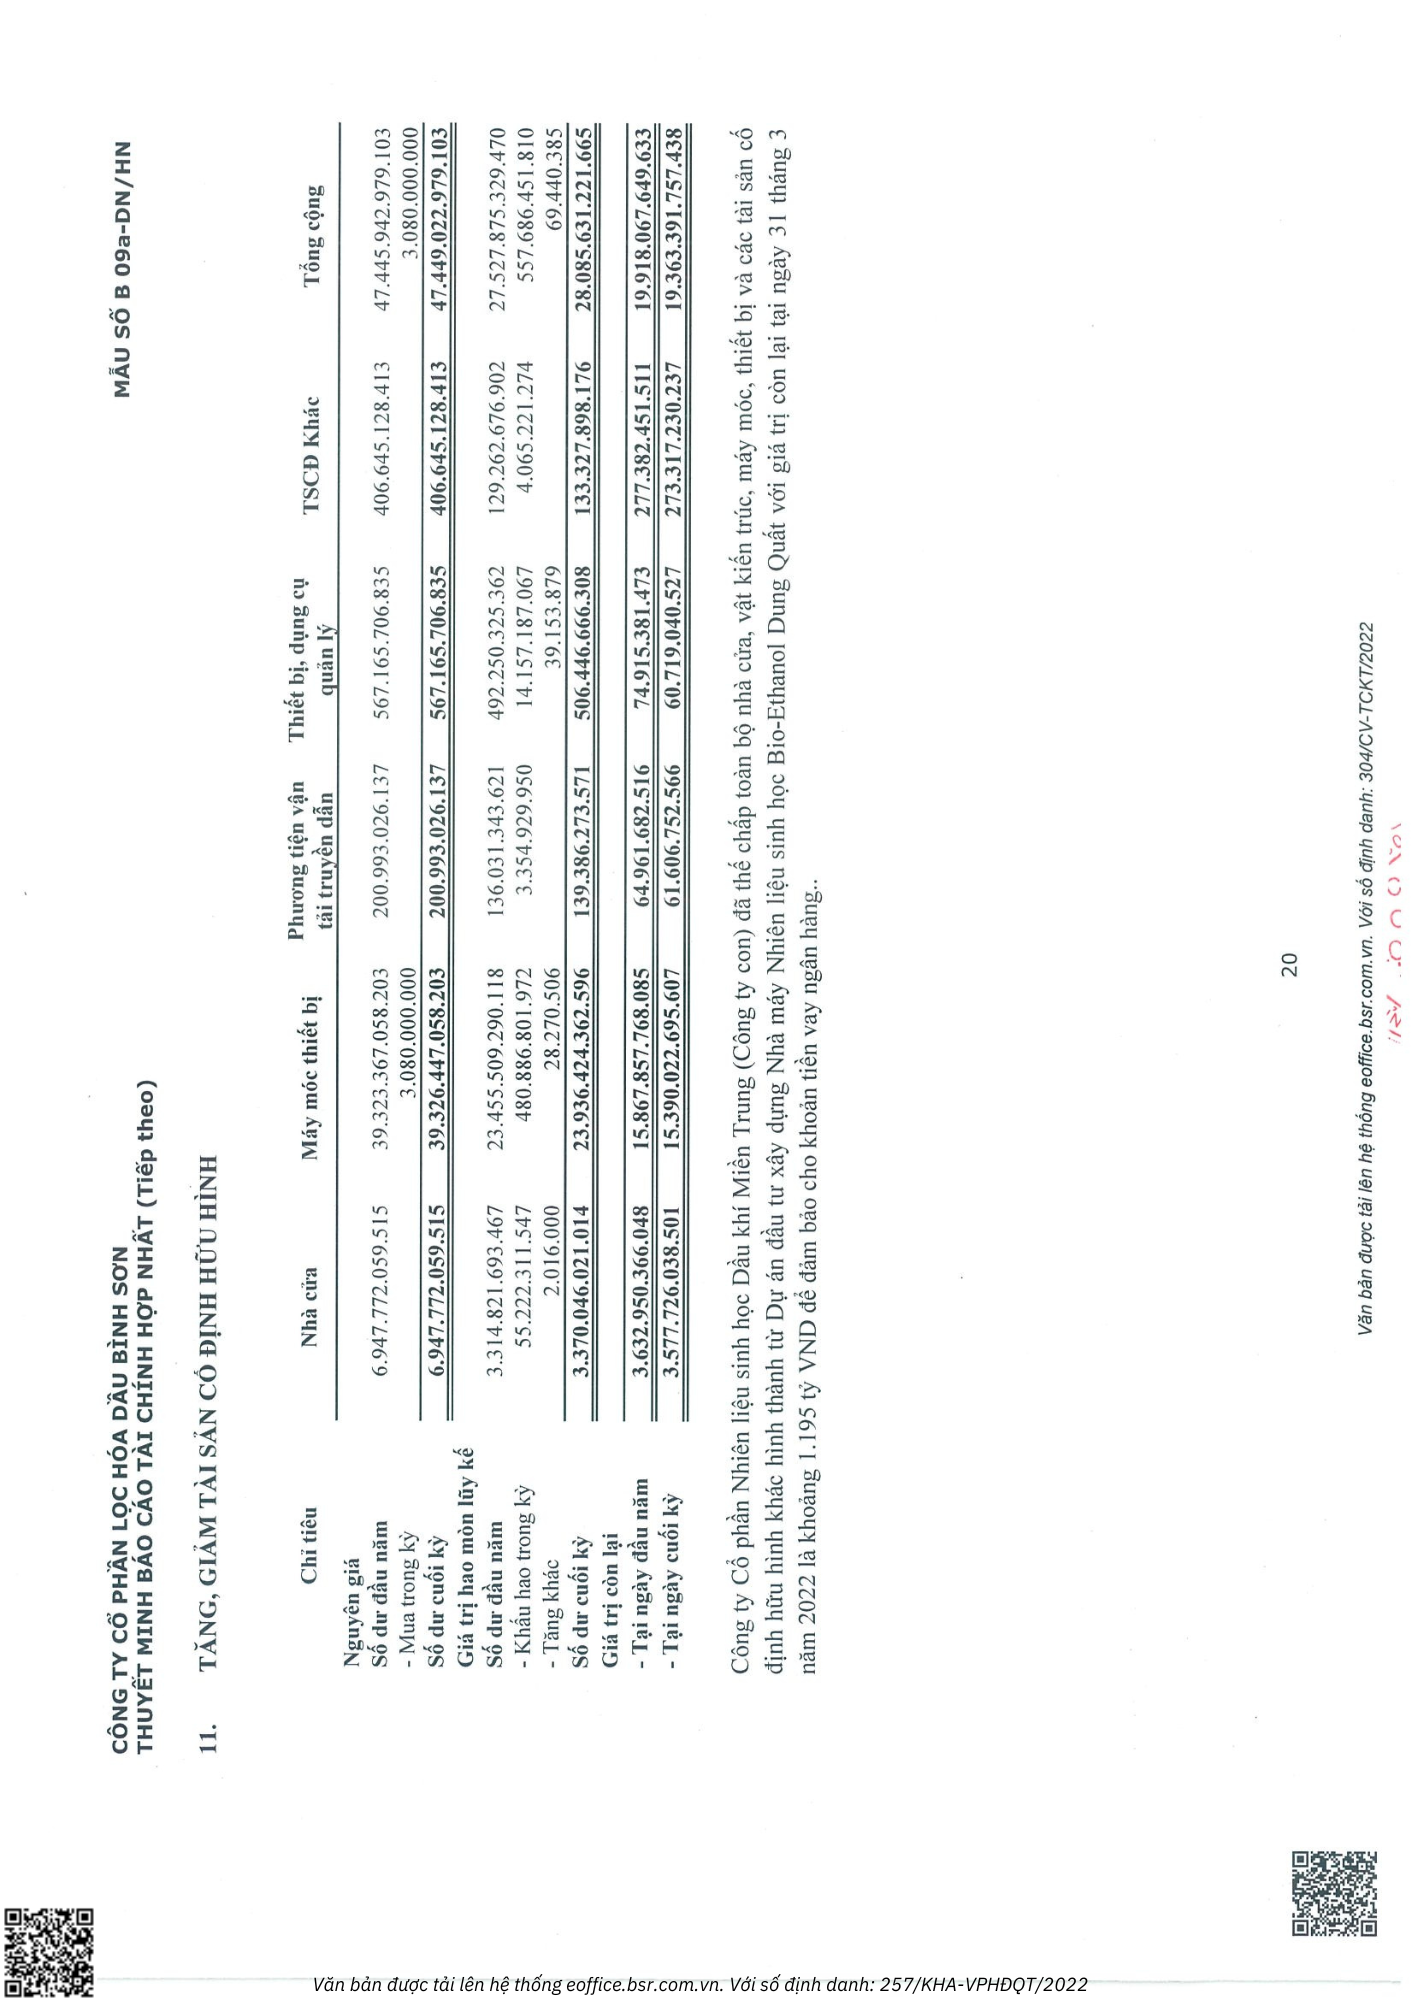 CÔNG TY CỔ PHẦN LỌC HÓA DẦU BÌNH SƠN MẪU SỐ B 09a-DN/HN
THUYẾT MINH BÁO CÁO TÀI CHÍNH HỢP NHẤT (Tiếp theo)
11. TĂNG, GIẢM TÀI SẢN CỐ ĐỊNH HỮU HÌNH
Chỉ tiêu Nhà cửa Máy móc thiết bị Phương tiện vận Thiết bị, dụng cụ TSCĐ Khác Tổng cộng
tải truyền dẫn quản lý
Nguyên giá
Số dư đầu năm 6.947.772.059.515 39.323.367.058.203 200.993.026.137 567.165.706.835 406.645.128.413 47.445.942.979.103
- Mua trong kỳ 3.080.000.000 3.080.000.000
Số dư cuối kỳ 6.947.772.059.515 39.326.447.058.203 200.993.026.137 567.165.706.835 406.645.128.413 47.449.022.979.103
Giá trị hao mòn lũy kế
Số dư đầu năm 3.314.821.693.467 23.455.509.290.118 136.031.343.621 492.250.325.362 129.262.676.902 27.527.875.329.470
- Khấu hao trong kỳ 55.222.311.547 480.886.801.972 3.354.929.950 14.157.187.067 4.065.221.274 557.686.451.810
- Tăng khác 2.016.000 28.270.506 39.153.879 69.440.385
Số dư cuối kỳ 3.370.046.021.014 23.936.424.362.596 139.386.273.571 506.446.666.308 133.327.898.176 28.085.631.221.665
Giá trị còn lại
- Tại ngày đầu năm 3.632.950.366.048 15.867.857.768.085 64.961.682.516 74.915.381.473 277.382.451.511 19.918.067.649.633
- Tại ngày cuối kỳ 3.577.726.038.501 15.390.022.695.607 61.606.752.566 60.719.040.527 273.317.230.237 19.363.391.757.438
Công ty Cổ phần Nhiên liệu sinh học Dầu khí Miền Trung (Công ty con) đã thế chấp toàn bộ nhà cửa, vật kiến trúc, máy móc, thiết bị và các tài sản cố
định hữu hình khác hình thành từ Dự án đầu tư xây dựng Nhà máy Nhiên liệu sinh học Bio-Ethanol Dung Quất với giá trị còn lại tại ngày 31 tháng 3
năm 2022 là khoảng 1.195 tỷ VND để đảm bảo cho khoản tiền vay ngân hàng..
20
Văn bản được tải lên hệ thống eoffice.bsr.com.vn. Với số định danh: 304/CV-TCKT/2022
Văn bản được tải lên hệ thống eoffice.bsr.com.vn. Với số định danh: 257/KHA-VPHĐQT/2022